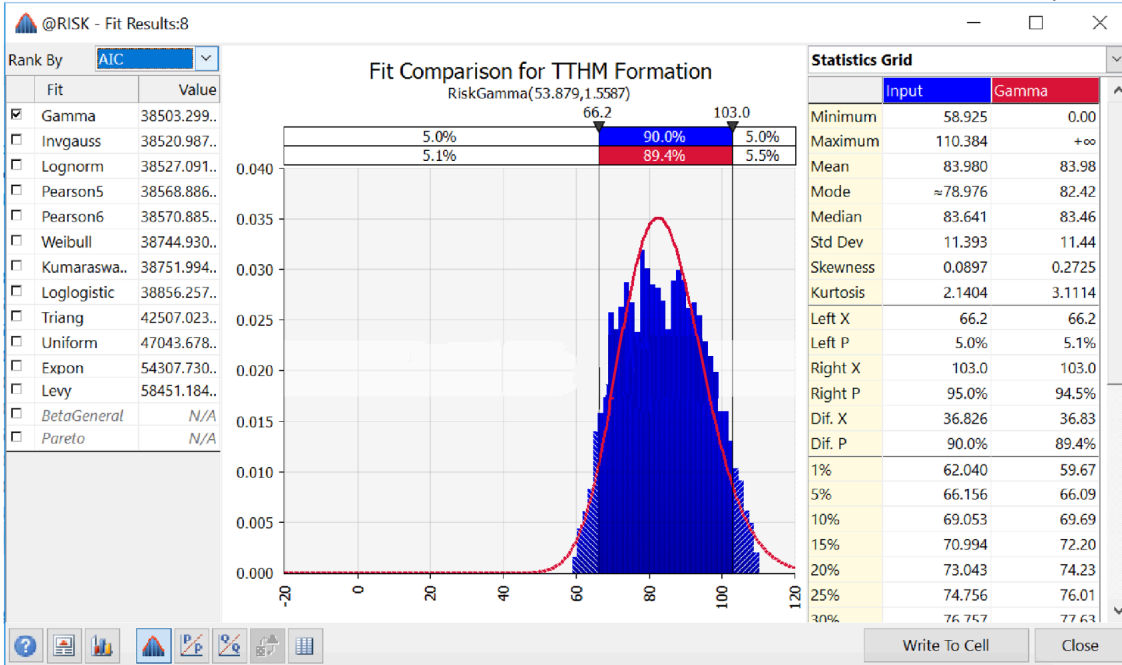 @RISK - Fit Results:8
Rank By AIC
Fit Value
Gamma 38503.299..
Invgauss 38520.987..
Lognorm 38527.091..
Pearson5 38568.886..
Pearson6 38570.885..
Weibull 38744.930..
Kumaraswa.. 38751.994..
Loglogistic 38856.257..
Triang 42507.023..
Uniform 47043.678..
Expon 54307.730..
Levy 58451.184..
BetaGeneral N/A
Pareto N/A
Fit Comparison for TTHM Formation
RiskGamma(53.879,1.5587)
66.2 103.0
5.0% 90.0% 5.0%
5.1% 89.4% 5.5%
0.040
0.035
0.030
0.025
0.020
0.015
0.010
0.005
0.000
-20 0 20 40 60 80 100 120
Statistics Grid
Input Gamma
Minimum 58.925 0.00
Maximum 110.384 +∞
Mean 83.980 83.98
Mode ≈78.976 82.42
Median 83.641 83.46
Std Dev 11.393 11.44
Skewness 0.0897 0.2725
Kurtosis 2.1404 3.1114
Left X 66.2 66.2
Left P 5.0% 5.1%
Right X 103.0 103.0
Right P 95.0% 94.5%
Dif. X 36.826 36.83
Dif. P 90.0% 89.4%
1% 62.040 59.67
5% 66.156 66.09
10% 69.053 69.69
15% 70.994 72.20
20% 73.043 74.23
25% 74.756 76.01
30% 76.757 77.63
P/P Q/Q
Write To Cell Close